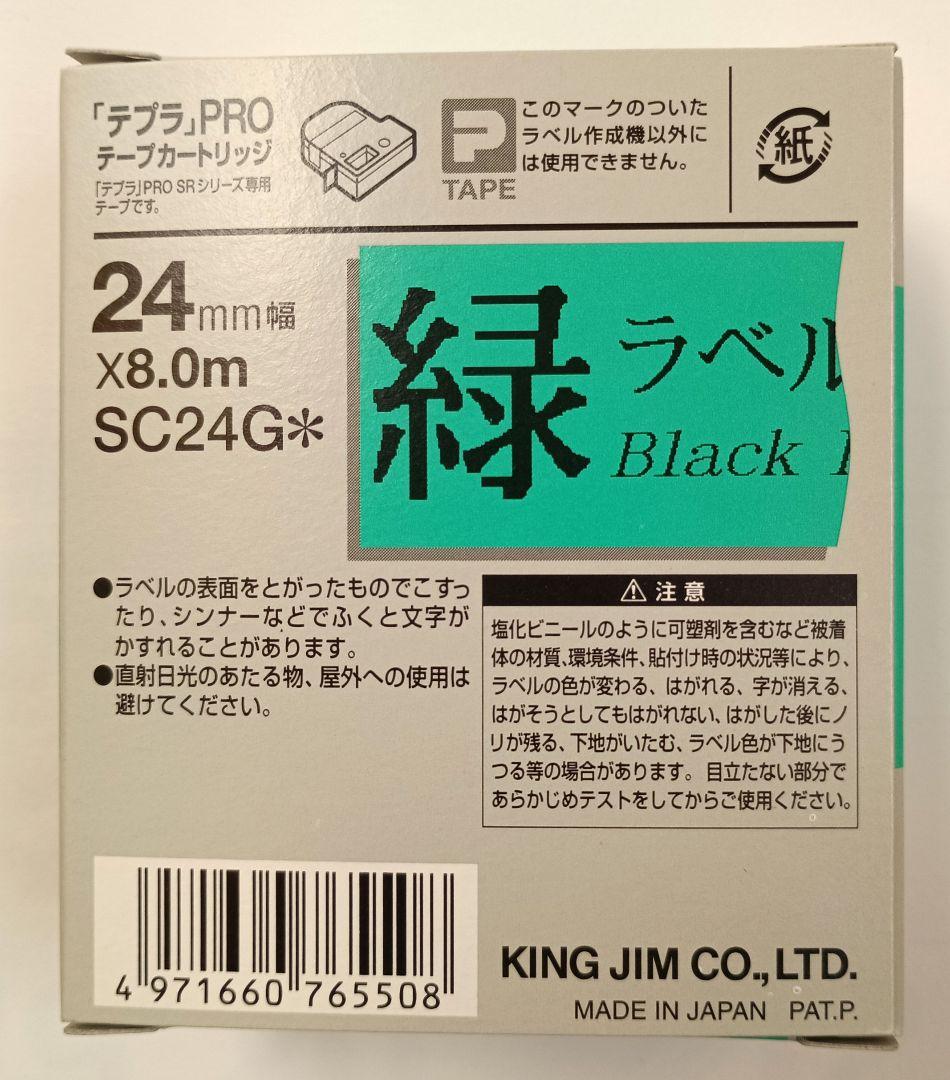 「テプラ」PRO
テープカートリッジ
「テプラ」PRO SRシリーズ専用
テープです。
TAPE
このマークのついた
ラベル作成機以外に
は使用できません。
紙
24mm幅
X8.0m
SC24G*
緑
ラベル
Black
●ラベルの表面をとがったものでこすっ
たり、シンナーなどでふくと文字が
かすれることがあります。
●直射日光のあたる物、屋外への使用は
避けてください。
⚠注意
塩化ビニールのように可塑剤を含むなど被着
体の材質、環境条件、貼付け時の状況等により、
ラベルの色が変わる、はがれる、字が消える、
はがそうとしてもはがれない、はがした後にノ
リが残る、下地がいたむ、ラベル色が下地にう
つる等の場合があります。目立たない部分で
あらかじめテストをしてからご使用ください。
4 971660 765508
KING JIM CO.,LTD.
MADE IN JAPAN PAT.P.